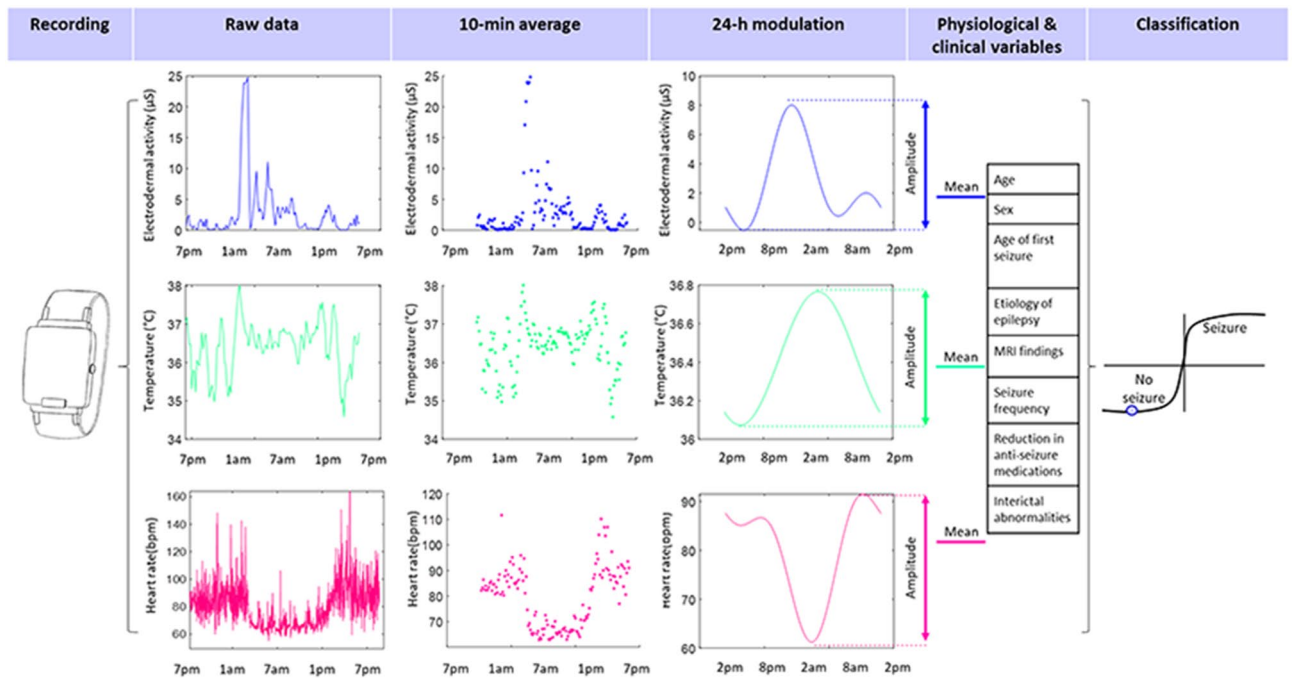 Recording
Raw data
10-min average
24-h modulation
Physiological &
clinical variables
Classification
Electrodermal activity (µS)
25
20
15
10
5
0
7pm 1am 7am 1pm 7pm
Electrodermal activity (µS)
25
20
15
10
5
0
7pm 1am 7am 1pm 7pm
Electrodermal activity (µS)
10
8
6
4
2
0
2pm 8pm 2am 8am 2pm
Amplitude
Mean
Temperature (°C)
38
37
36
35
34
7pm 1am 7am 1pm 7pm
Temperature (°C)
38
37
36
35
34
7pm 1am 7am 1pm 7pm
Temperature (°C)
36.8
36.6
36.4
36.2
36
2pm 8pm 2am 8am 2pm
Amplitude
Mean
Heart rate(bpm)
160
140
120
100
80
60
7pm 1am 7am 1pm 7pm
Heart rate(bpm)
120
110
100
90
80
70
7pm 1am 7am 1pm 7pm
Heart rate(bpm)
90
80
70
60
2pm 8pm 2am 8am 2pm
Amplitude
Mean
Age
Sex
Age of first
seizure
Etiology of
epilepsy
MRI findings
Seizure
frequency
Reduction in
anti-seizure
medications
Interictal
abnormalities
Seizure
No
seizure